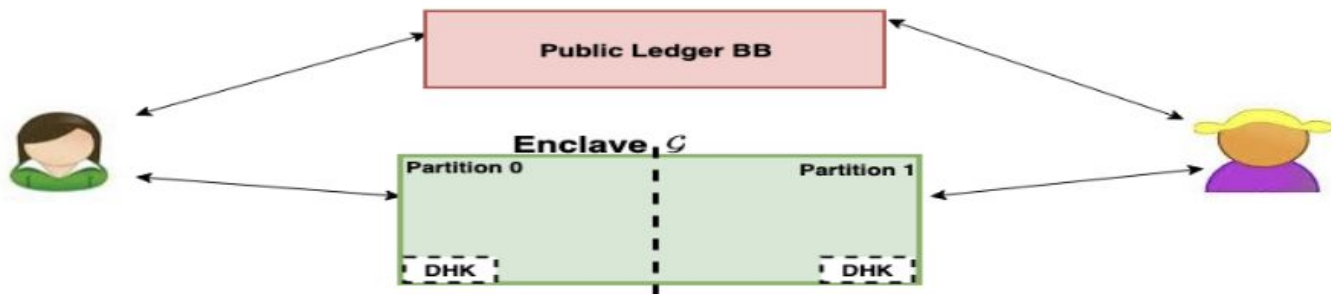 Public Ledger BB
Enclave 𝒢
Partition 0
Partition 1
DHK
DHK